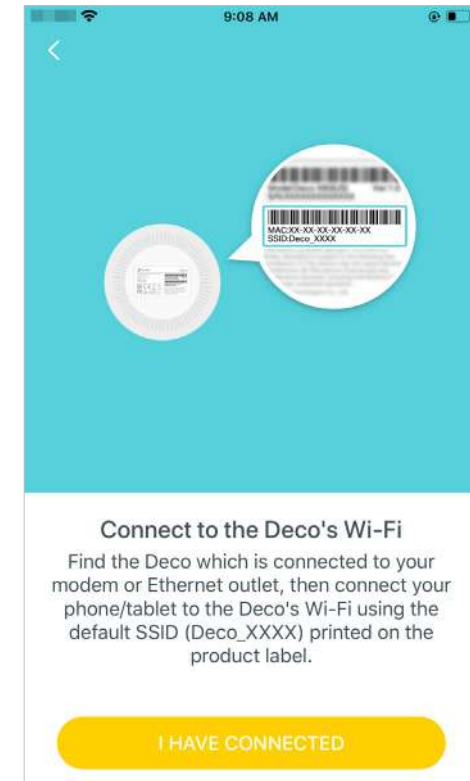 9:08 AM
MAC:XX-XX-XX-XX-XX-XX
SSID:Deco_XXXX
Connect to the Deco's Wi-Fi
Find the Deco which is connected to your
modem or Ethernet outlet, then connect your
phone/tablet to the Deco's Wi-Fi using the
default SSID (Deco_XXXX) printed on the
product label.
I HAVE CONNECTED